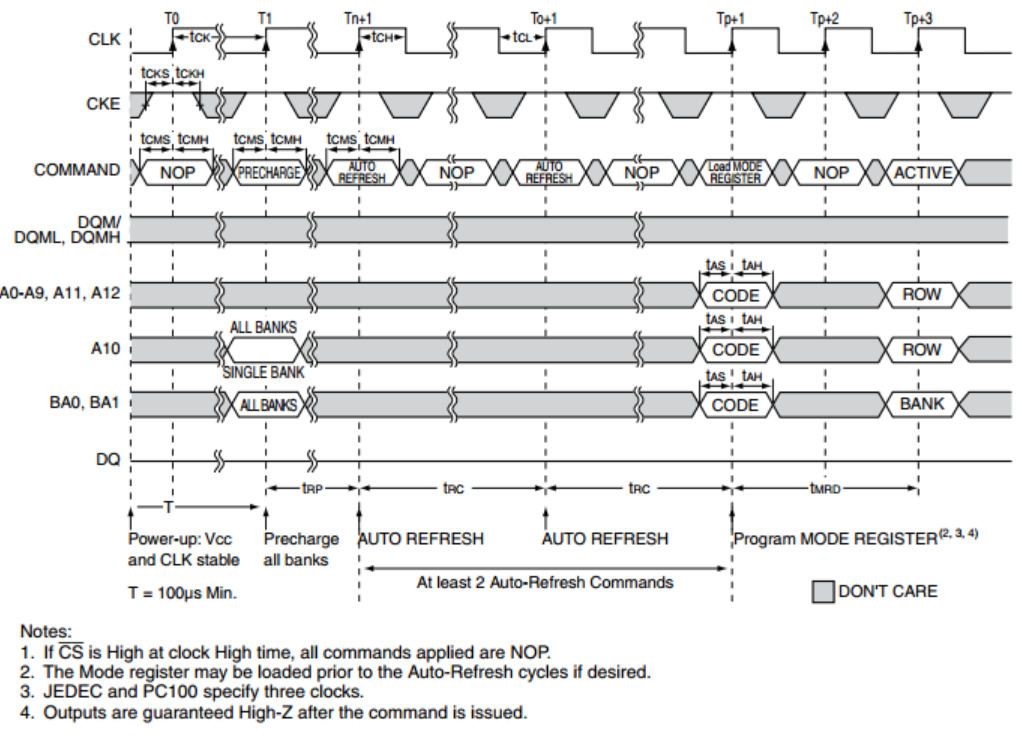 T0 T1 Tn+1 To+1 Tp+1 Tp+2 Tp+3
CLK tCK tCH tCL
tCKS tCKH
CKE
tCMS tCMH tCMS tCMH tCMS tCMH
COMMAND NOP PRECHARGE AUTO REFRESH NOP AUTO REFRESH NOP Load MODE REGISTER NOP ACTIVE
DQM/
DQML, DQMH
tAS tAH
A0-A9, A11, A12 CODE ROW
ALL BANKS tAS tAH
A10 CODE ROW
SINGLE BANK tAS tAH
BA0, BA1 ALL BANKS CODE BANK
DQ
tRP tRC tRC tMRD
T
Power-up: Vcc
and CLK stable
T = 100µs Min.
Precharge
all banks
AUTO REFRESH
AUTO REFRESH
Program MODE REGISTER(2, 3, 4)
At least 2 Auto-Refresh Commands
DON'T CARE
Notes:
1. If C̅S̅ is High at clock High time, all commands applied are NOP.
2. The Mode register may be loaded prior to the Auto-Refresh cycles if desired.
3. JEDEC and PC100 specify three clocks.
4. Outputs are guaranteed High-Z after the command is issued.